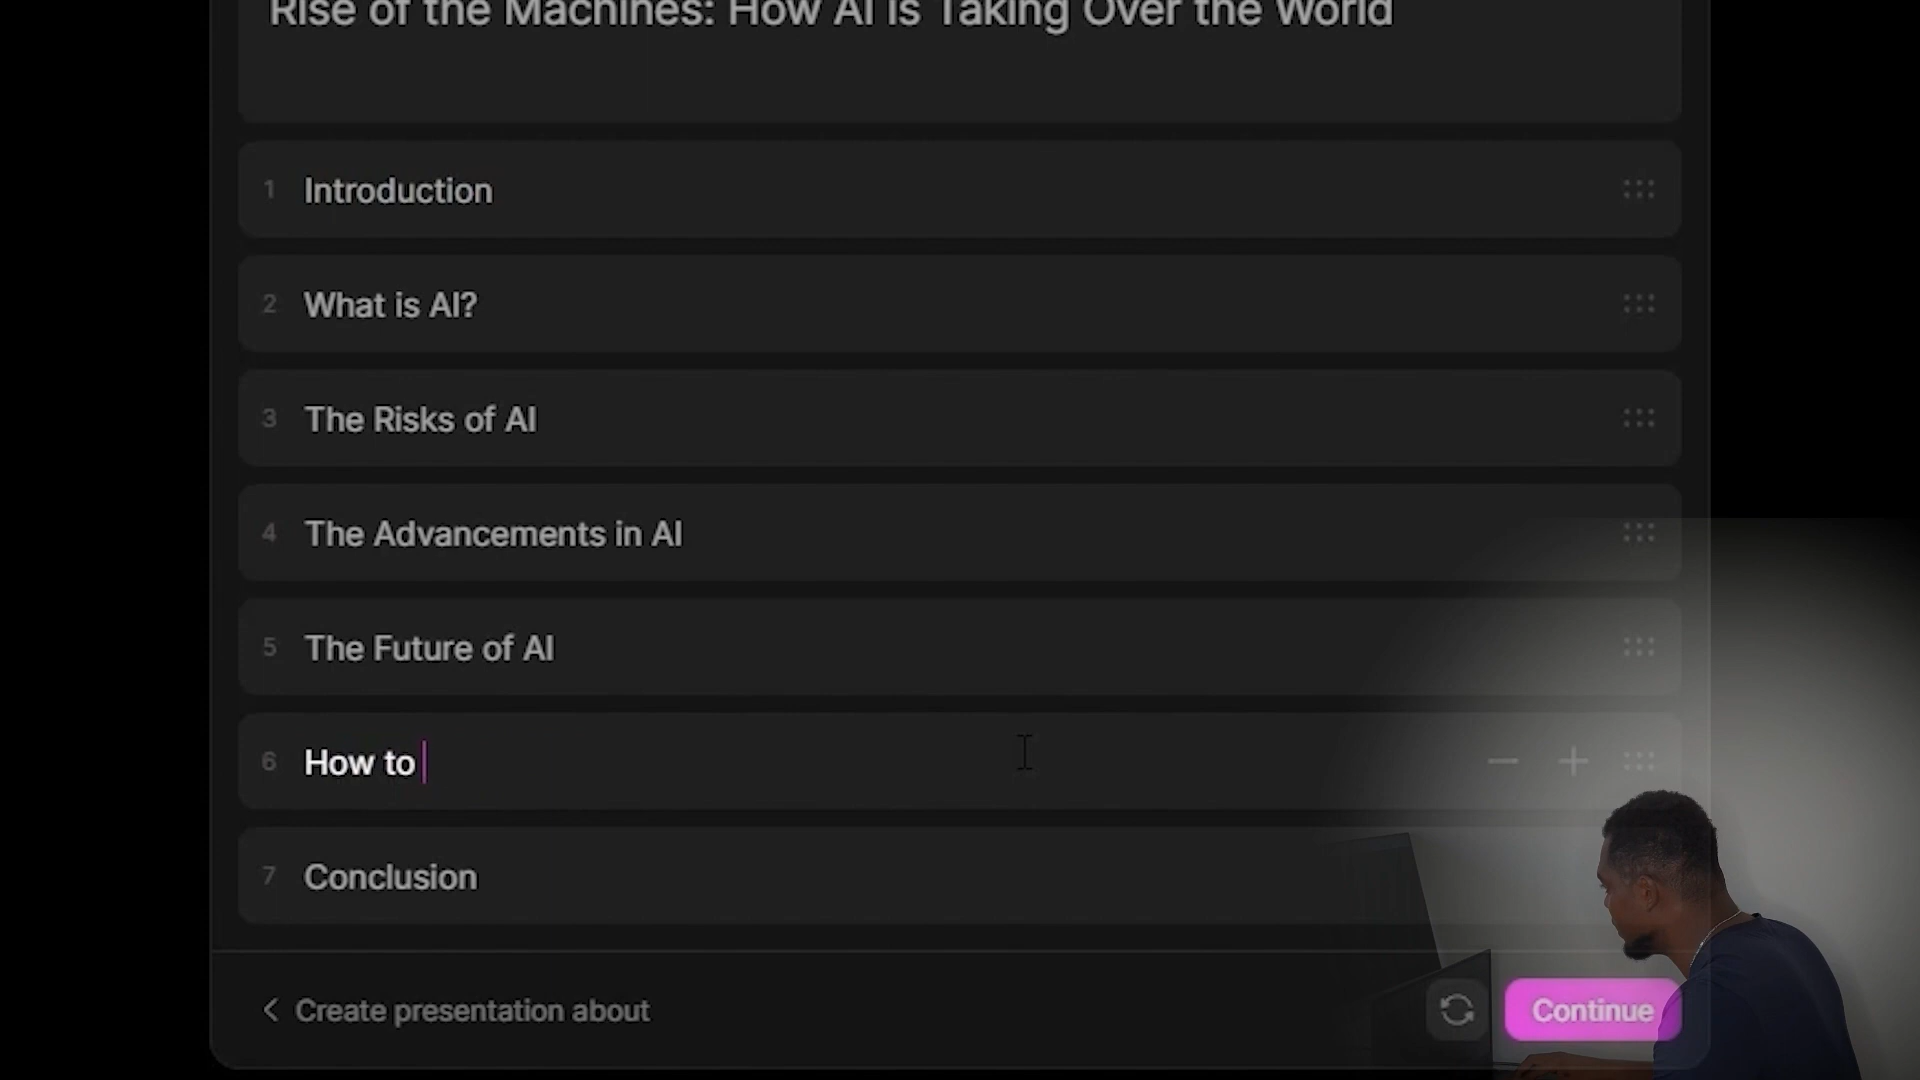 Rise of the Machines: How AI is Taking Over the World
1 Introduction
2 What is AI?
3 The Risks of AI
4 The Advancements in AI
5 The Future of AI
6 How to
7 Conclusion
< Create presentation about
Continue